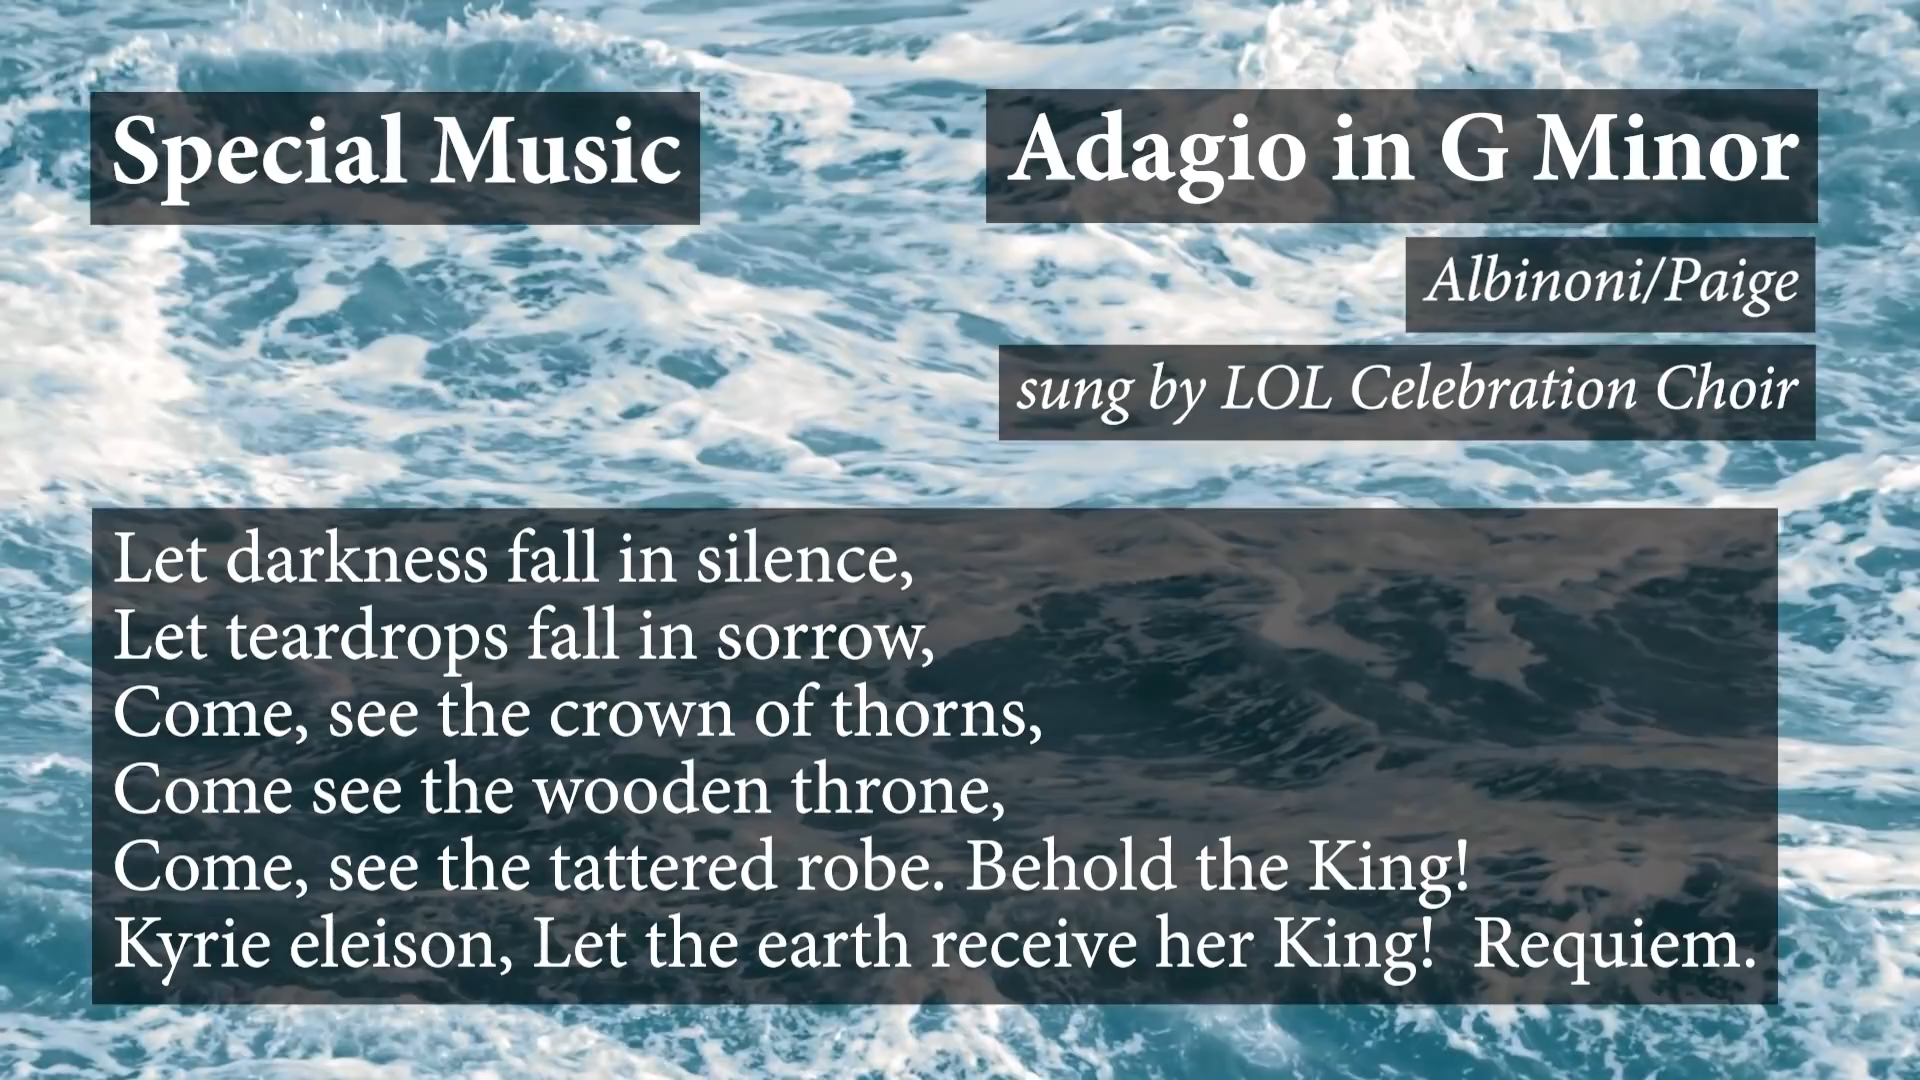 Special Music
Adagio in G Minor
Albinoni/Paige
sung by LOL Celebration Choir
Let darkness fall in silence,
Let teardrops fall in sorrow,
Come, see the crown of thorns,
Come see the wooden throne,
Come, see the tattered robe. Behold the King!
Kyrie eleison, Let the earth receive her King!  Requiem.